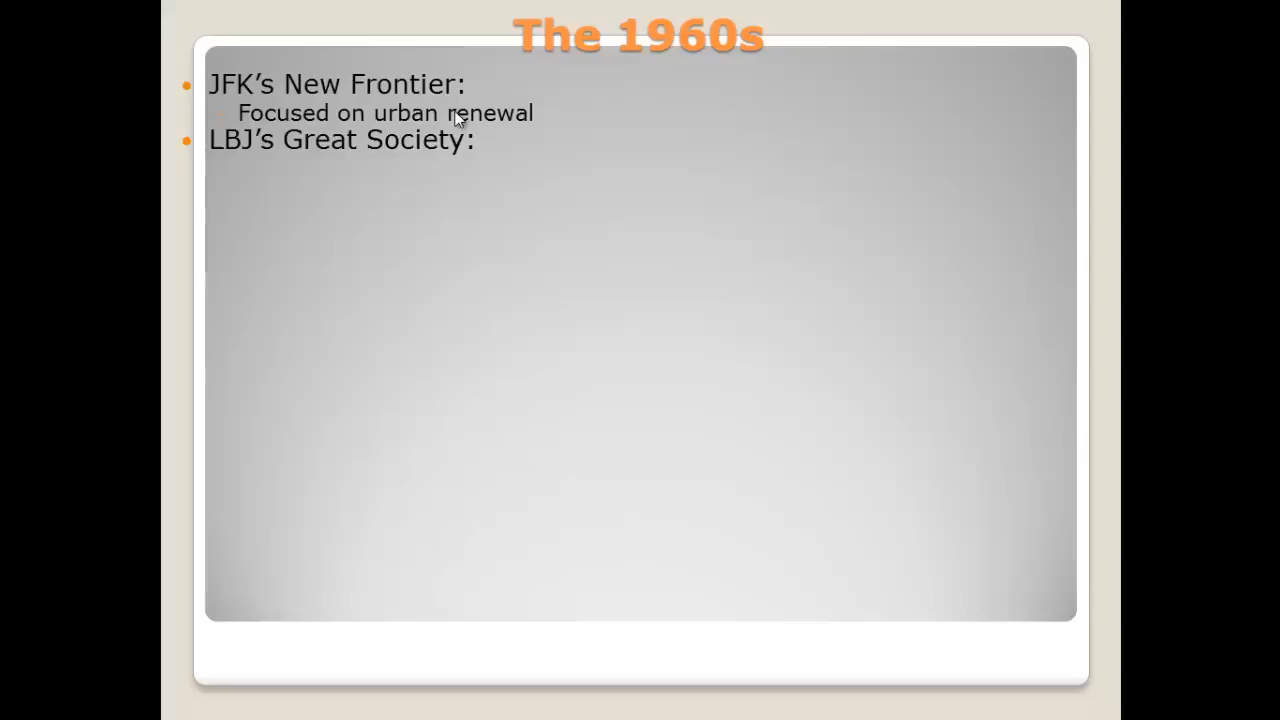 The 1960s
JFK’s New Frontier:
Focused on urban renewal
LBJ’s Great Society: